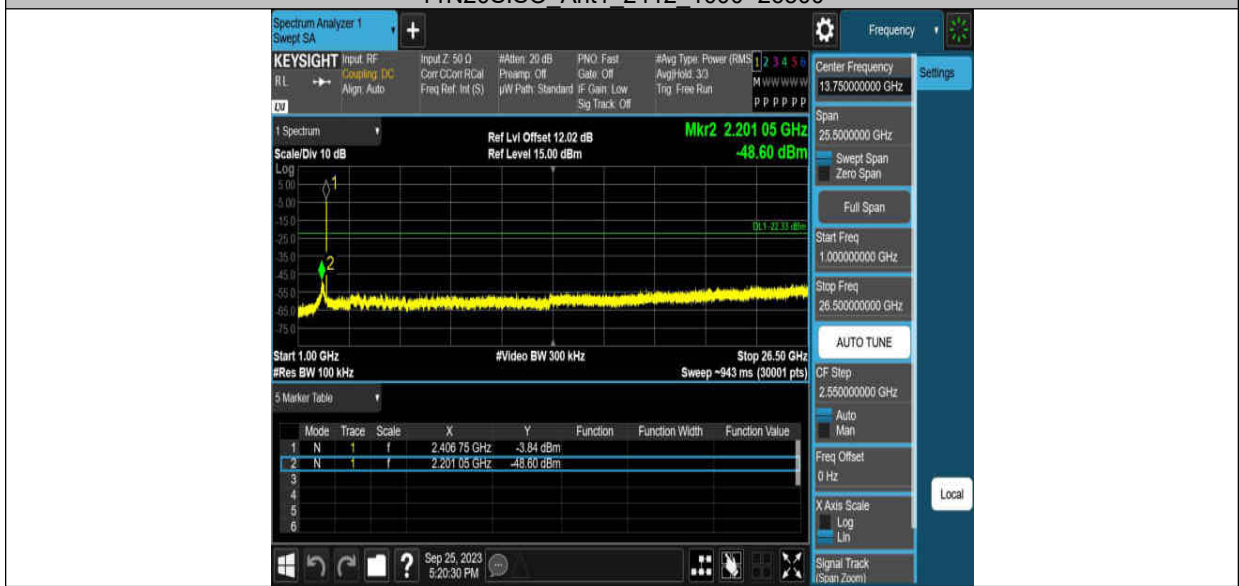 Spectrum Analyzer 1
Swept SA
+
Frequency
KEYSIGHT
RL
LXI
Input: RF
Coupling: DC
Align: Auto
Input Z: 50 Ω
Corr CCorr RCal
Freq Ref: Int (S)
#Atten: 20 dB
Preamp: Off
µW Path: Standard
PNO: Fast
Gate: Off
IF Gain: Low
Sig Track: Off
#Avg Type: Power (RMS
Avg|Hold: 3/3
Trig: Free Run
1 2 3 4 5 6
M W W W W W
P P P P P P
1 Spectrum
Scale/Div 10 dB
Ref Lvl Offset 12.02 dB
Ref Level 15.00 dBm
Mkr2 2.201 05 GHz
-48.60 dBm
Log
5.00
-5.00
-15.0
-25.0
-35.0
-45.0
-55.0
-65.0
-75.0
1
2
DL1 -22.33 dBm
Start 1.00 GHz
#Res BW 100 kHz
#Video BW 300 kHz
Stop 26.50 GHz
Sweep ~943 ms (30001 pts)
5 Marker Table
Mode Trace Scale X Y Function Function Width Function Value
1 N 1 f 2.406 75 GHz -3.84 dBm
2 N 1 f 2.201 05 GHz -48.60 dBm
3
4
5
6
?
Sep 25, 2023
5:20:30 PM
Center Frequency
13.750000000 GHz
Settings
Span
25.5000000 GHz
Swept Span
Zero Span
Full Span
Start Freq
1.000000000 GHz
Stop Freq
26.500000000 GHz
AUTO TUNE
CF Step
2.550000000 GHz
Auto
Man
Freq Offset
0 Hz
Local
X Axis Scale
Log
Lin
Signal Track
(Span Zoom)